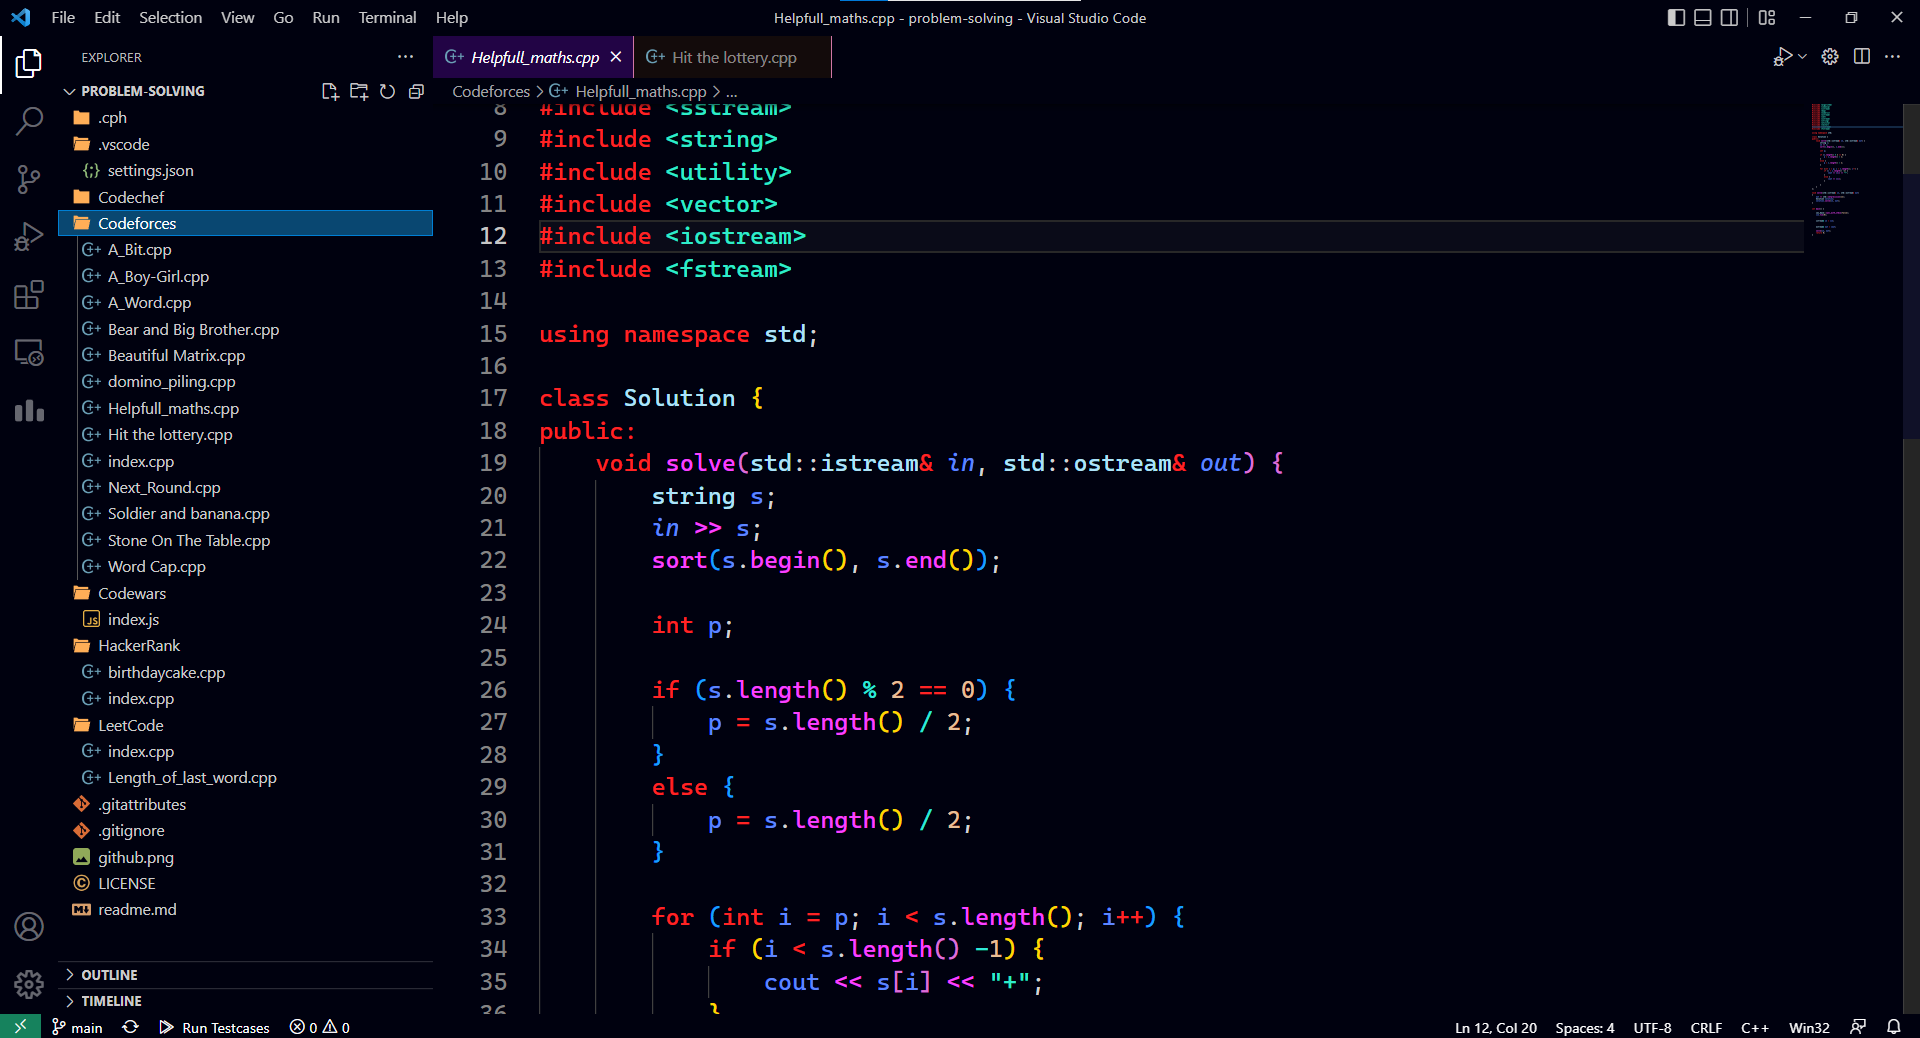 File Edit Selection View Go Run Terminal Help
Helpfull_maths.cpp - problem-solving - Visual Studio Code
EXPLORER
PROBLEM-SOLVING
.cph
.vscode
settings.json
Codechef
Codeforces
A_Bit.cpp
A_Boy-Girl.cpp
A_Word.cpp
Bear and Big Brother.cpp
Beautiful Matrix.cpp
domino_piling.cpp
Helpfull_maths.cpp
Hit the lottery.cpp
index.cpp
Next_Round.cpp
Soldier and banana.cpp
Stone On The Table.cpp
Word Cap.cpp
Codewars
index.js
HackerRank
birthdaycake.cpp
index.cpp
LeetCode
index.cpp
Length_of_last_word.cpp
.gitattributes
.gitignore
github.png
LICENSE
readme.md
OUTLINE
TIMELINE
Helpfull_maths.cpp
Hit the lottery.cpp
Codeforces > Helpfull_maths.cpp > ...
8 #include <sstream>
9 #include <string>
10 #include <utility>
11 #include <vector>
12 #include <iostream>
13 #include <fstream>
14
15 using namespace std;
16
17 class Solution {
18 public:
19     void solve(std::istream& in, std::ostream& out) {
20         string s;
21         in >> s;
22         sort(s.begin(), s.end());
23
24         int p;
25
26         if (s.length() % 2 == 0) {
27             p = s.length() / 2;
28         }
29         else {
30             p = s.length() / 2;
31         }
32
33         for (int i = p; i < s.length(); i++) {
34             if (i < s.length() -1) {
35                 cout << s[i] << "+";
36             }
main
Run Testcases
0 0
Ln 12, Col 20
Spaces: 4
UTF-8
CRLF
C++
Win32